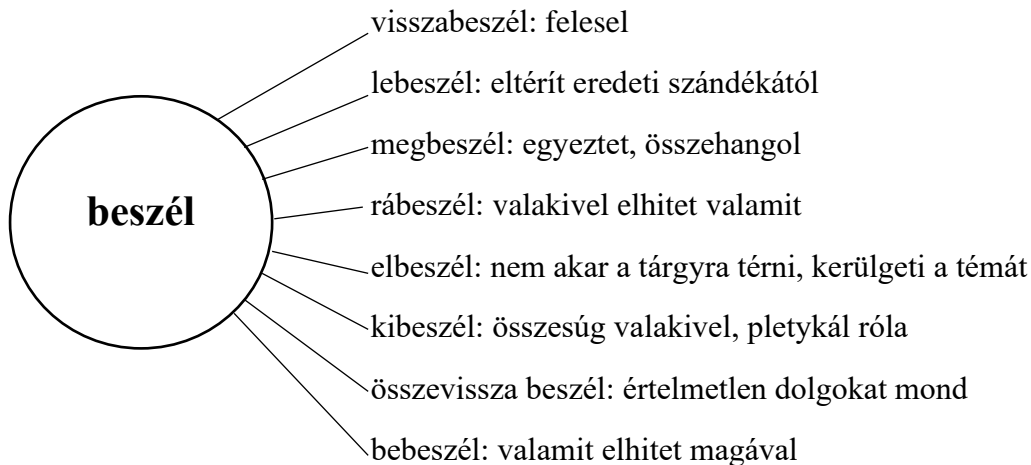 visszabeszél: felesel
lebeszél: eltérít eredeti szándékától
megbeszél: egyeztet, összehangol
beszél
rábeszél: valakivel elhitet valamit
elbeszél: nem akar a tárgyra térni, kerülgeti a témát
kibeszél: összesúg valakivel, pletykál róla
összevissza beszél: értelmetlen dolgokat mond
bebeszél: valamit elhitet magával